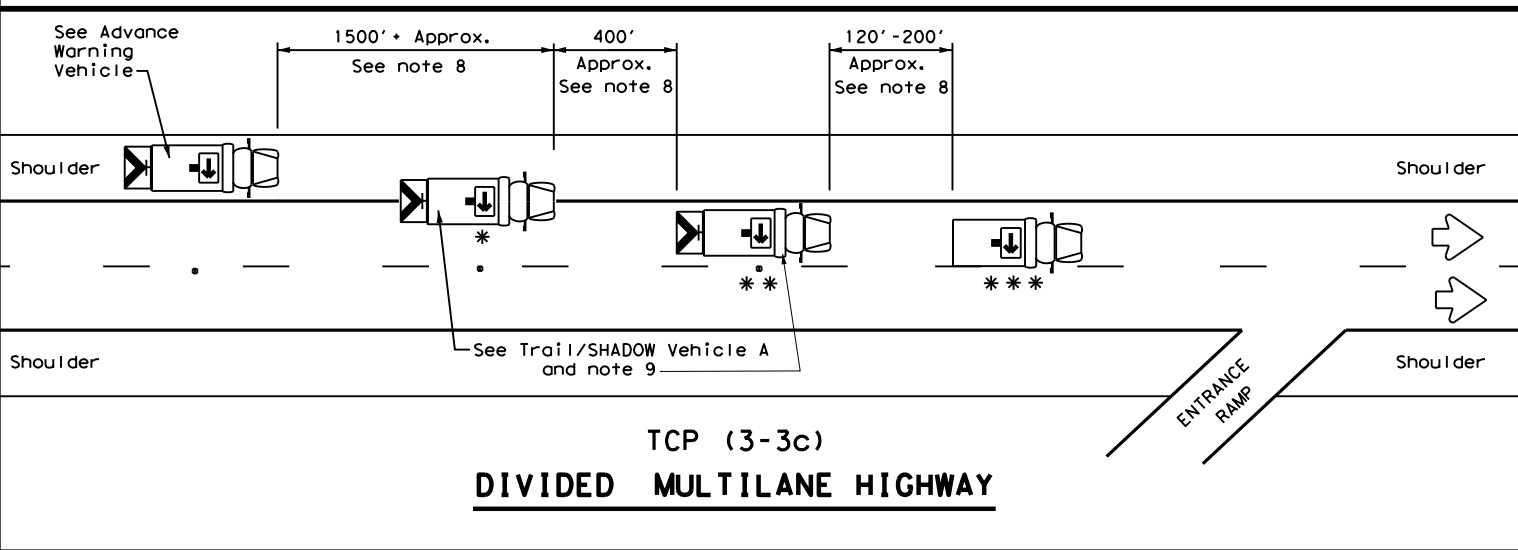 See Advance
Warning
Vehicle
1500'+ Approx.
See note 8
400'
Approx.
See note 8
120'-200'
Approx.
See note 8
Shoulder
Shoulder
*
* *
* * *
See Trail/SHADOW Vehicle A
and note 9
Shoulder
Shoulder
ENTRANCE
RAMP
TCP (3-3c)
DIVIDED MULTILANE HIGHWAY